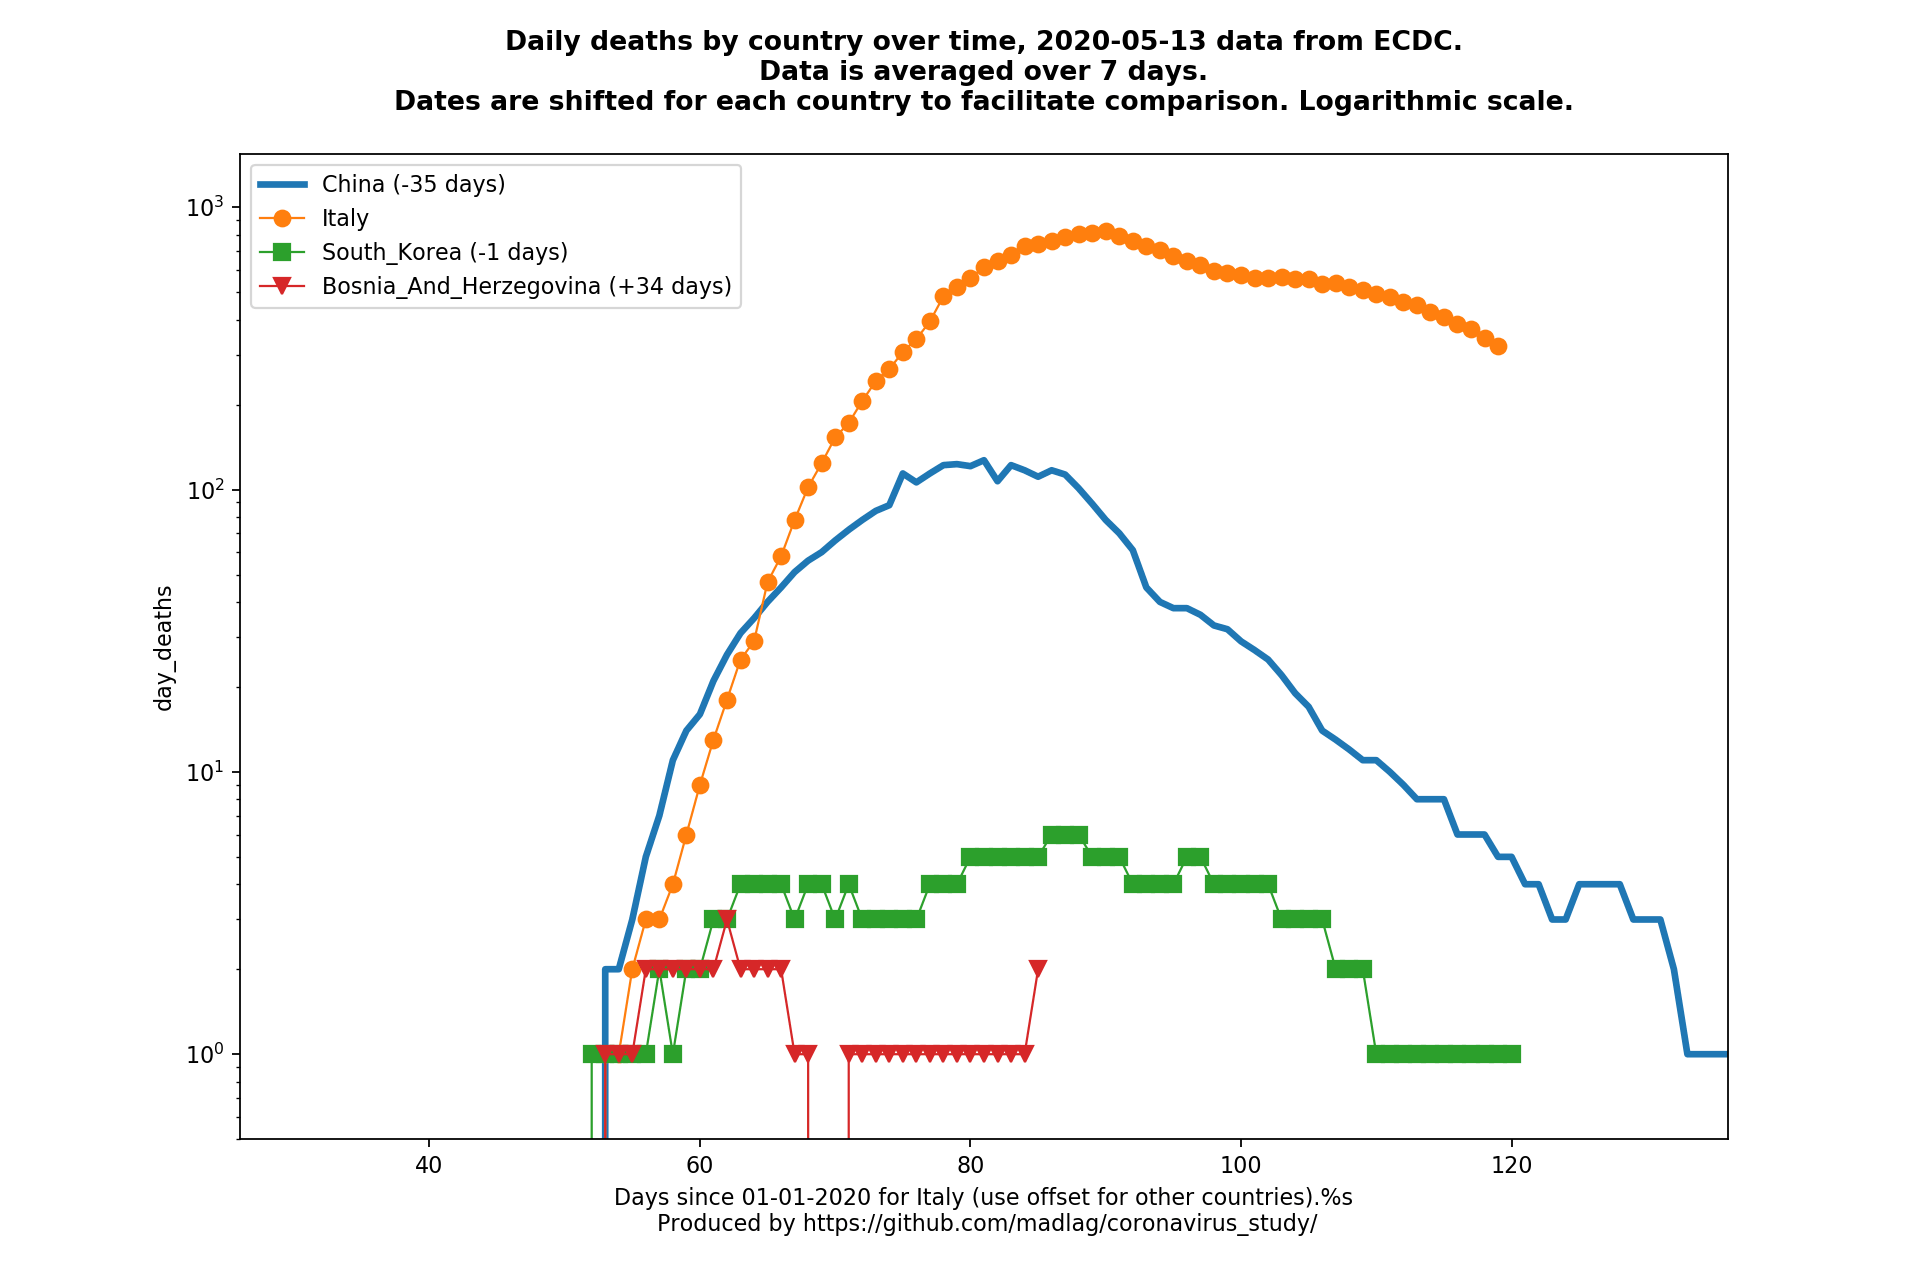 Daily deaths by country over time, 2020-05-13 data from ECDC.
Data is averaged over 7 days.
Dates are shifted for each country to facilitate comparison. Logarithmic scale.
China (-35 days)
Italy
South_Korea (-1 days)
Bosnia_And_Herzegovina (+34 days)
10³
10²
10¹
10⁰
day_deaths
40 60 80 100 120
Days since 01-01-2020 for Italy (use offset for other countries).%s
Produced by https://github.com/madlag/coronavirus_study/